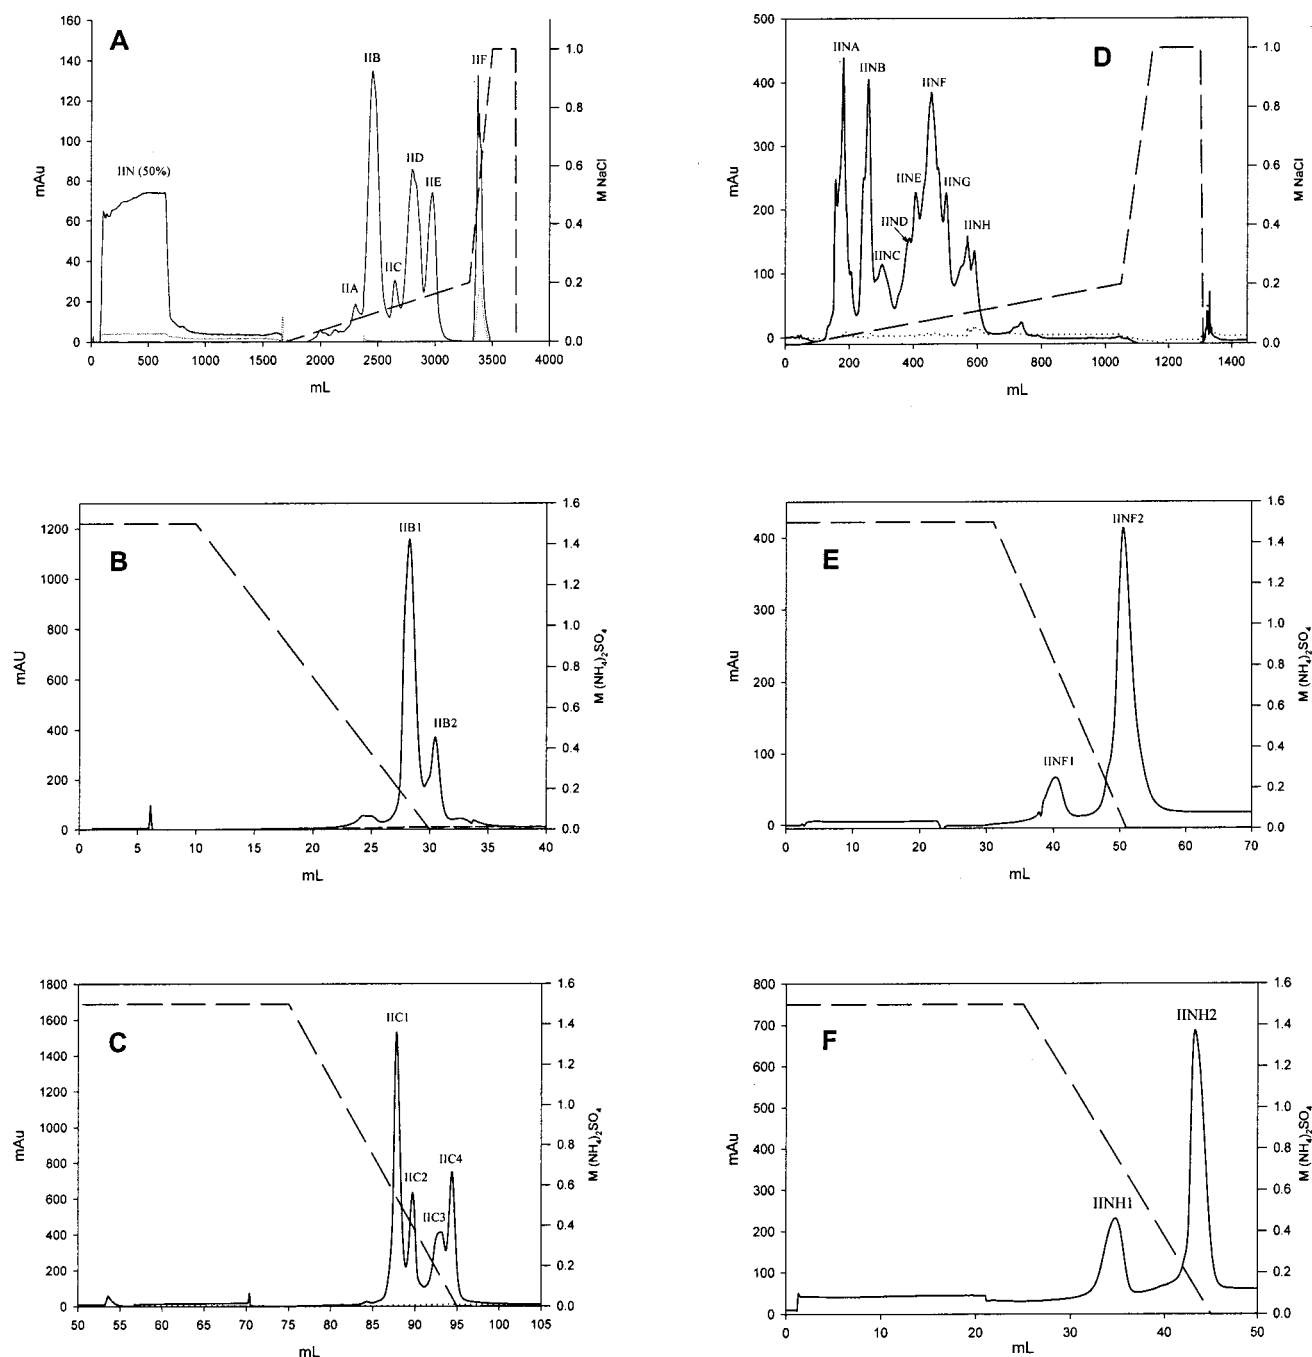 A
160
140
120
100
80
60
40
20
0
mAu
IIN (50%)
IIA
IIB
IIC
IID
IIE
IIF
1.0
0.8
0.6
0.4
0.2
0.0
M NaCl
0 500 1000 1500 2000 2500 3000 3500 4000
mL
D
500
400
300
200
100
0
mAu
IINA
IINB
IINC
IIND
IINE
IINF
IING
IINH
1.0
0.8
0.6
0.4
0.2
0.0
M NaCl
0 200 400 600 800 1000 1200 1400
mL
B
1200
1000
800
600
400
200
0
mAU
IIB1
IIB2
1.6
1.4
1.2
1.0
0.8
0.6
0.4
0.2
0.0
M (NH₄)₂SO₄
0 5 10 15 20 25 30 35 40
mL
E
400
300
200
100
0
mAu
IINF1
IINF2
1.6
1.4
1.2
1.0
0.8
0.6
0.4
0.2
0.0
M (NH₄)₂SO₄
0 10 20 30 40 50 60 70
mL
C
1800
1600
1400
1200
1000
800
600
400
200
0
mAu
IIC1
IIC2
IIC3
IIC4
1.6
1.4
1.2
1.0
0.8
0.6
0.4
0.2
0.0
M (NH₄)₂SO₄
50 55 60 65 70 75 80 85 90 95 100 105
mL
F
800
700
600
500
400
300
200
100
0
mAu
IINH1
IINH2
1.6
1.4
1.2
1.0
0.8
0.6
0.4
0.2
0.0
M (NH₄)₂SO₄
0 10 20 30 40 50
mL